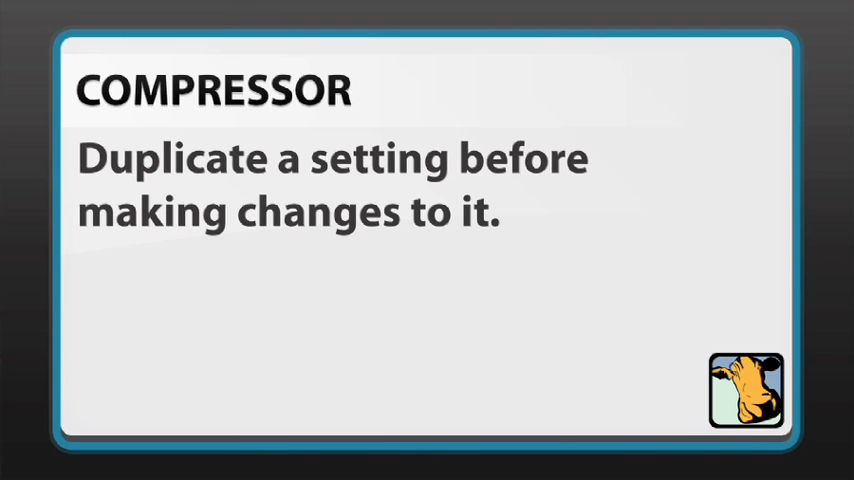 COMPRESSOR
Duplicate a setting before
making changes to it.